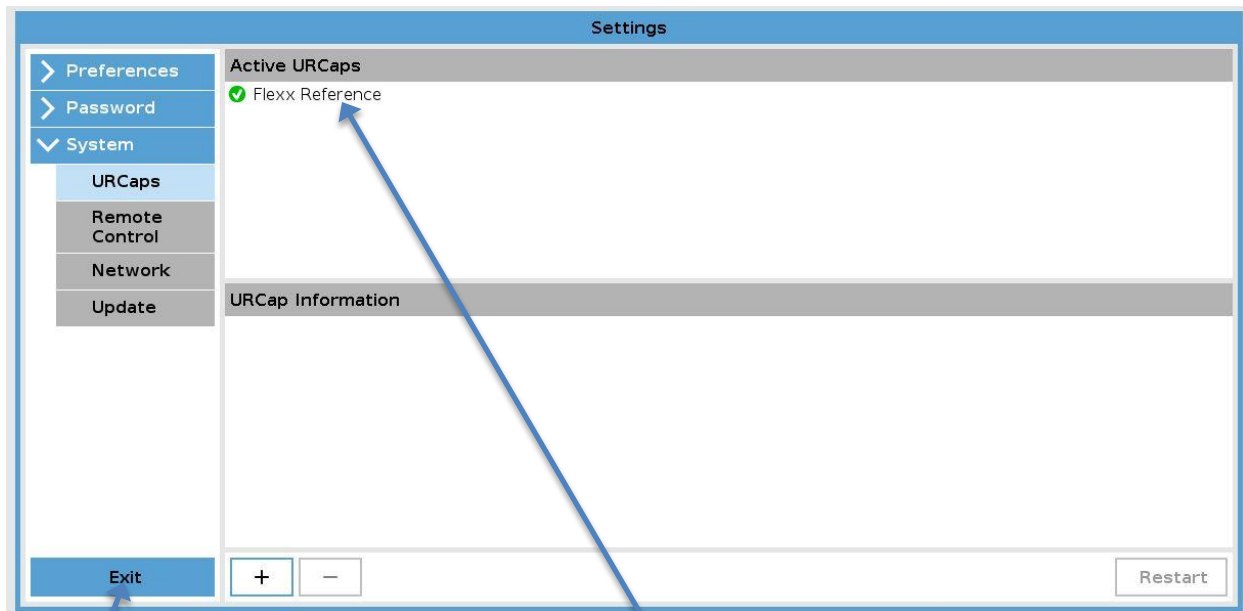 Settings
Preferences
Password
System
URCaps
Remote
Control
Network
Update
Exit
Active URCaps
Flexx Reference
URCap Information
+
−
Restart